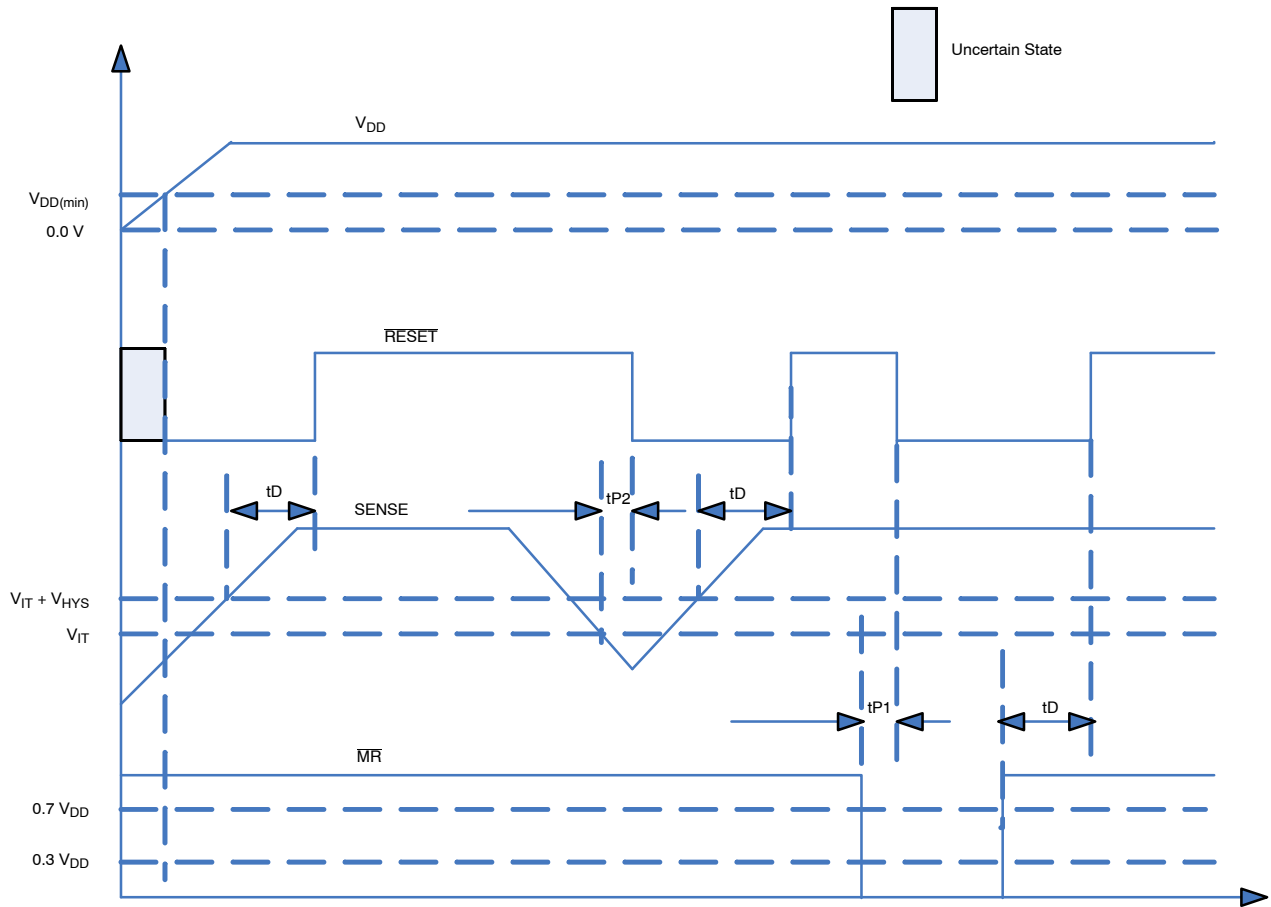 Uncertain State
VDD
VDD(min)
0.0 V
RESET
tD
SENSE
tP2
tD
VIT + VHYS
VIT
tP1
tD
MR
0.7 VDD
0.3 VDD